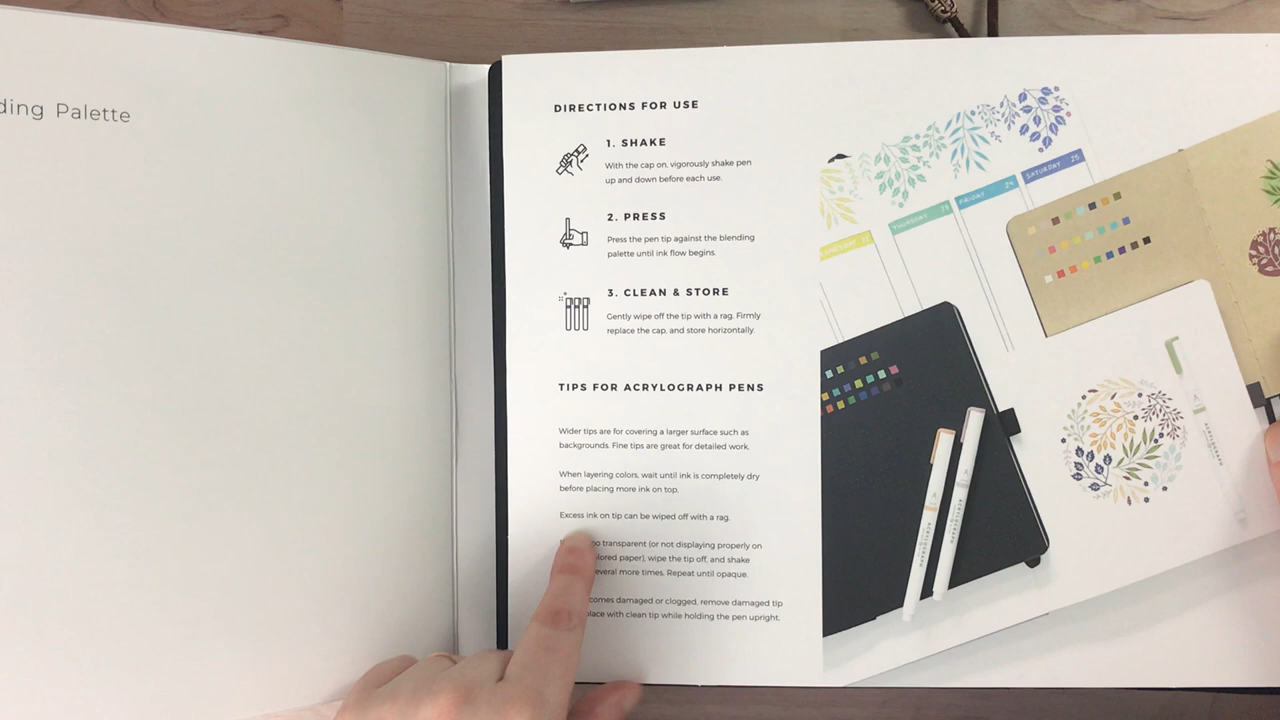 ding Palette
DIRECTIONS FOR USE
1. SHAKE
With the cap on, vigorously shake pen
up and down before each use.
2. PRESS
Press the pen tip against the blending
palette until ink flow begins.
3. CLEAN & STORE
Gently wipe off the tip with a rag. Firmly
replace the cap, and store horizontally.
TIPS FOR ACRYLOGRAPH PENS
Wider tips are for covering a larger surface such as
backgrounds. Fine tips are great for detailed work.
When layering colors, wait until ink is completely dry
before placing more ink on top.
Excess ink on tip can be wiped off with a rag.
transparent (or not displaying properly on
paper), wipe the tip off, and shake
several more times. Repeat until opaque.
comes damaged or clogged, remove damaged tip
place with clean tip while holding the pen upright.
THURSDAY 23
FRIDAY 24
SATURDAY 25
ACRYLOGRAPH
ACRYLOGRAPH
ACRYLOGRAPH